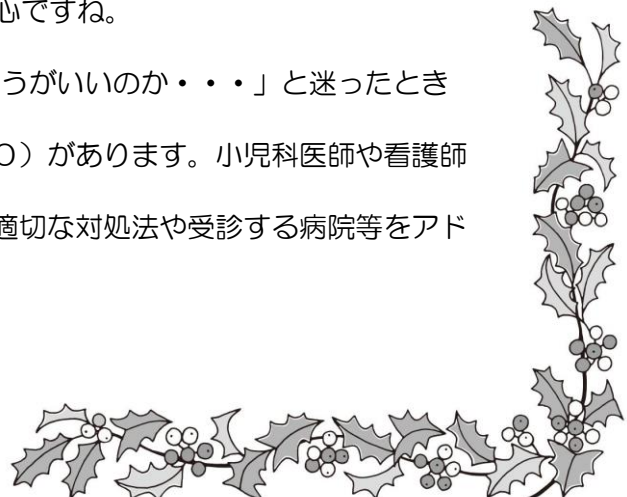 心ですね。
うがいいのか・・・」と迷ったとき
）があります。小児科医師や看護師
適切な対処法や受診する病院等をアド